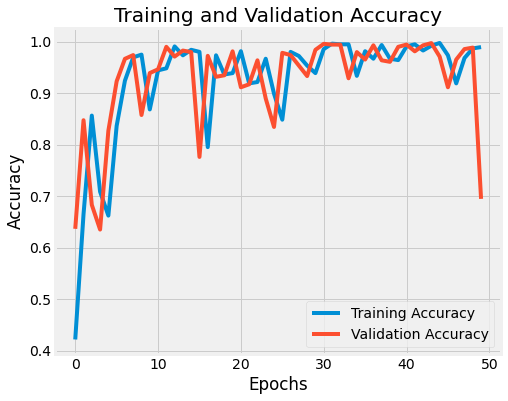 Training and Validation Accuracy
1.0
0.9
0.8
0.7
0.6
0.5
0.4
Accuracy
Training Accuracy
Validation Accuracy
0 10 20 30 40 50
Epochs